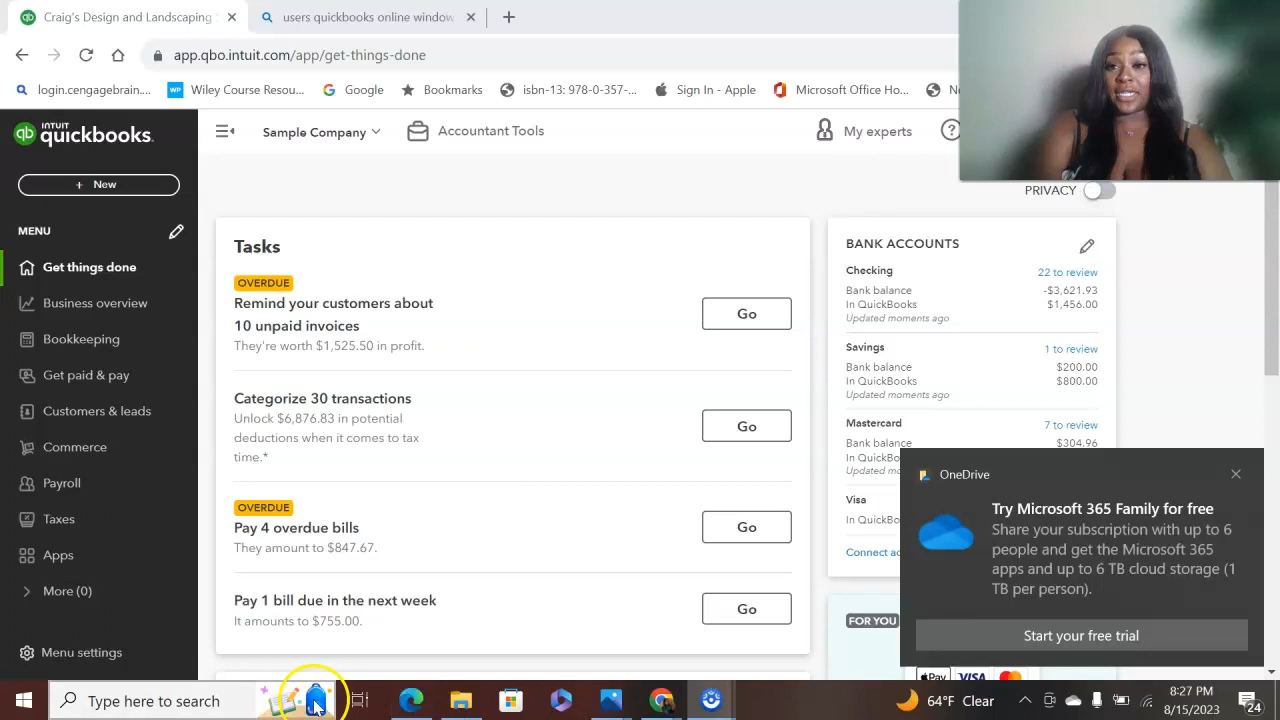 Craig's Design and Landscaping
users quickbooks online window
app.qbo.intuit.com/app/get-things-done
login.cengagebrain....
Wiley Course Resou...
Google
Bookmarks
isbn-13: 978-0-357-...
Sign In - Apple
Microsoft Office Ho...
INTUIT
quickbooks.
Sample Company
Accountant Tools
My experts
+ New
PRIVACY
MENU
Get things done
Business overview
Bookkeeping
Get paid & pay
Customers & leads
Commerce
Payroll
Taxes
Apps
More (0)
Menu settings
Tasks
OVERDUE
Remind your customers about
10 unpaid invoices
They're worth $1,525.50 in profit.
Go
Categorize 30 transactions
Unlock $6,876.83 in potential
deductions when it comes to tax
time.*
Go
OVERDUE
Pay 4 overdue bills
They amount to $847.67.
Go
Pay 1 bill due in the next week
It amounts to $755.00.
Go
BANK ACCOUNTS
Checking
22 to review
Bank balance
-$3,621.93
In QuickBooks
$1,456.00
Updated moments ago
Savings
1 to review
Bank balance
$200.00
In QuickBooks
$800.00
Updated moments ago
Mastercard
7 to review
Bank balance
$304.96
In
Visa
In
Connect
FOR YOU
Pay
VISA
OneDrive
Try Microsoft 365 Family for free
Share your subscription with up to 6
people and get the Microsoft 365
apps and up to 6 TB cloud storage (1
TB per person).
Start your free trial
Type here to search
64°F Clear
8:27 PM
8/15/2023
24